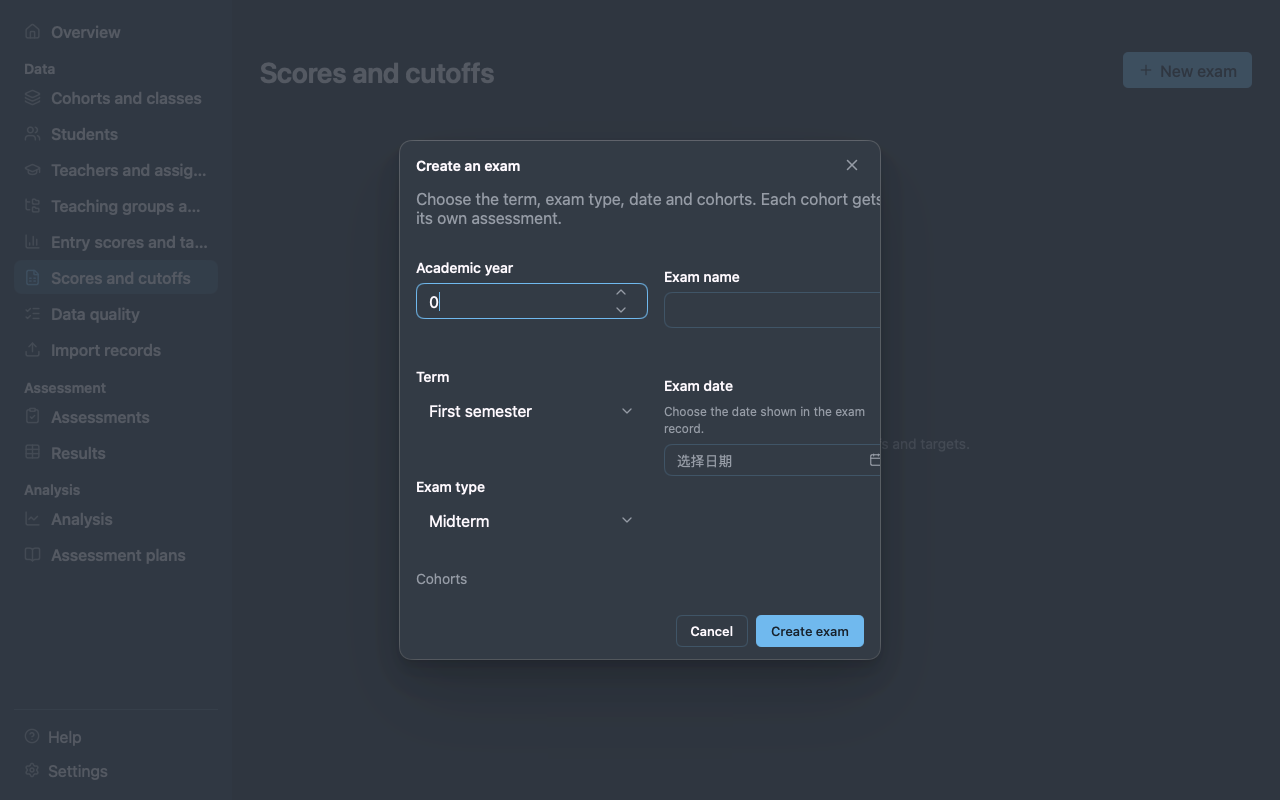 Overview
Data
Cohorts and classes
Students
Teachers and assig...
Teaching groups a...
Entry scores and ta...
Scores and cutoffs
Data quality
Import records
Assessment
Assessments
Results
Analysis
Analysis
Assessment plans
Help
Settings
Scores and cutoffs
New exam
Create an exam
Choose the term, exam type, date and cohorts. Each cohort gets
its own assessment.
Academic year
0
Exam name
Term
First semester
Exam date
Choose the date shown in the exam
record.
选择日期
Exam type
Midterm
Cohorts
Cancel
Create exam
and targets.